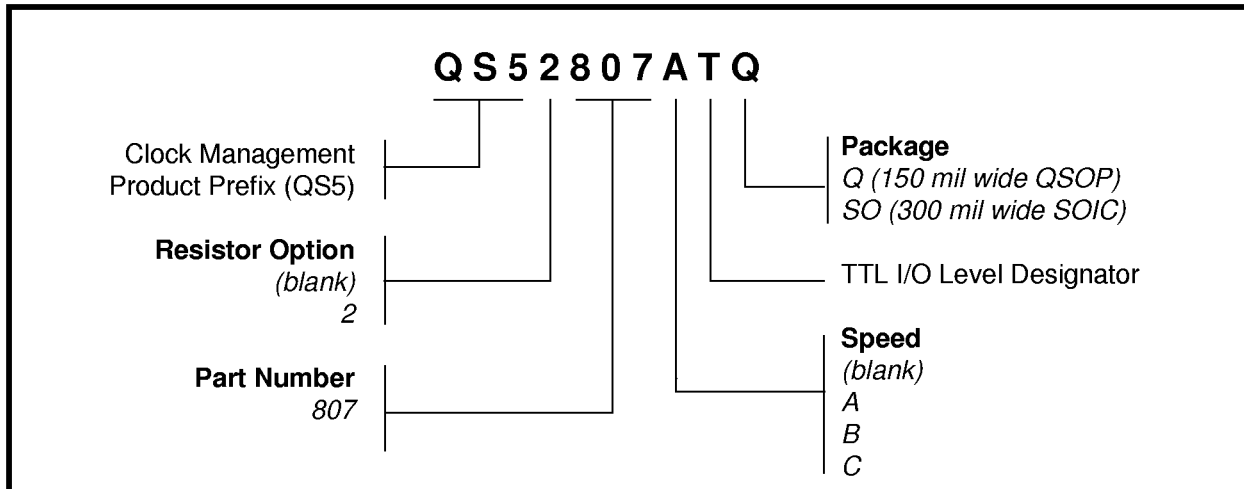 QS52807ATQ
Clock Management
Product Prefix (QS5)
Resistor Option
(blank)
2
Part Number
807
Package
Q (150 mil wide QSOP)
SO (300 mil wide SOIC)
TTL I/O Level Designator
Speed
(blank)
A
B
C